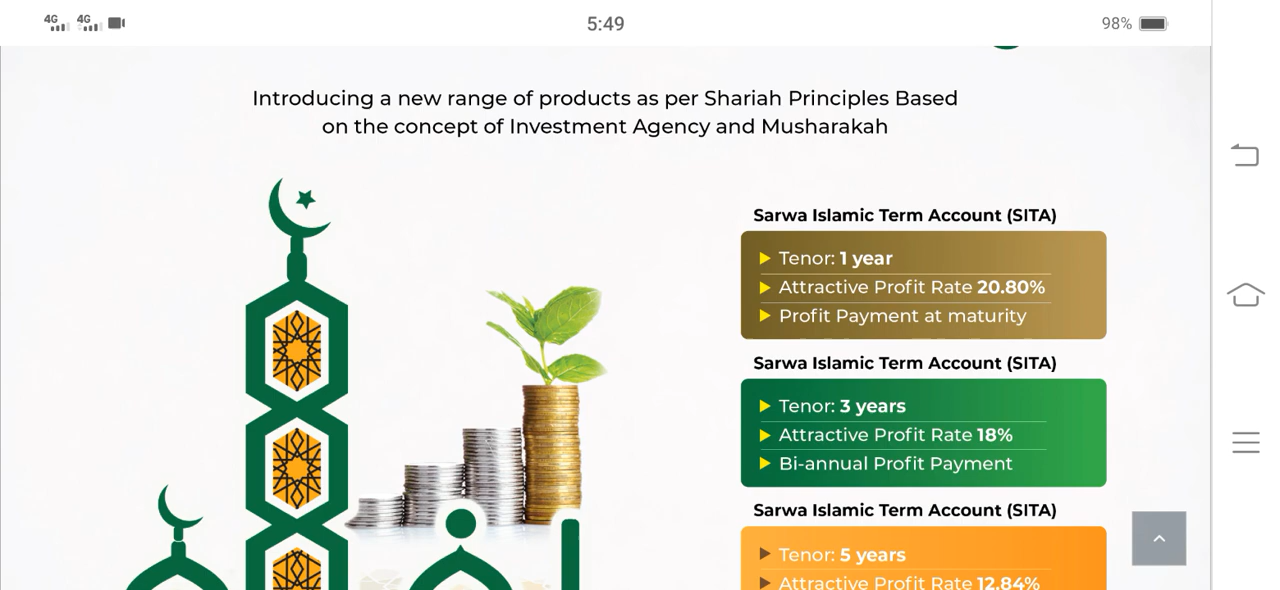 4G 4G 5:49 98%
Introducing a new range of products as per Shariah Principles Based
on the concept of Investment Agency and Musharakah
Sarwa Islamic Term Account (SITA)
Tenor: 1 year
Attractive Profit Rate 20.80%
Profit Payment at maturity
Sarwa Islamic Term Account (SITA)
Tenor: 3 years
Attractive Profit Rate 18%
Bi-annual Profit Payment
Sarwa Islamic Term Account (SITA)
Tenor: 5 years
Attractive Profit Rate 12.84%